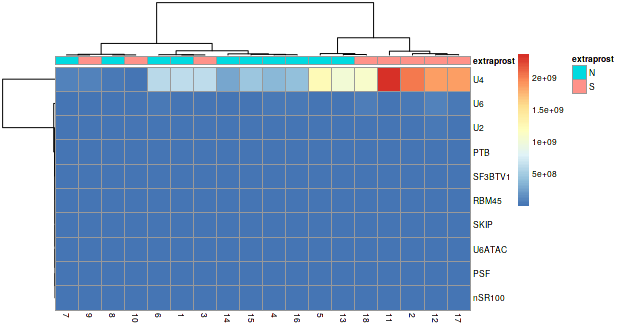 extraprost
extraprost
N
S
U4
U6
U2
PTB
SF3BTV1
RBM45
SKIP
U6ATAC
PSF
nSR100
2e+09
1.5e+09
1e+09
5e+08
7 9 8 10 6 1 3 14 15 4 16 5 13 18 11 2 12 17